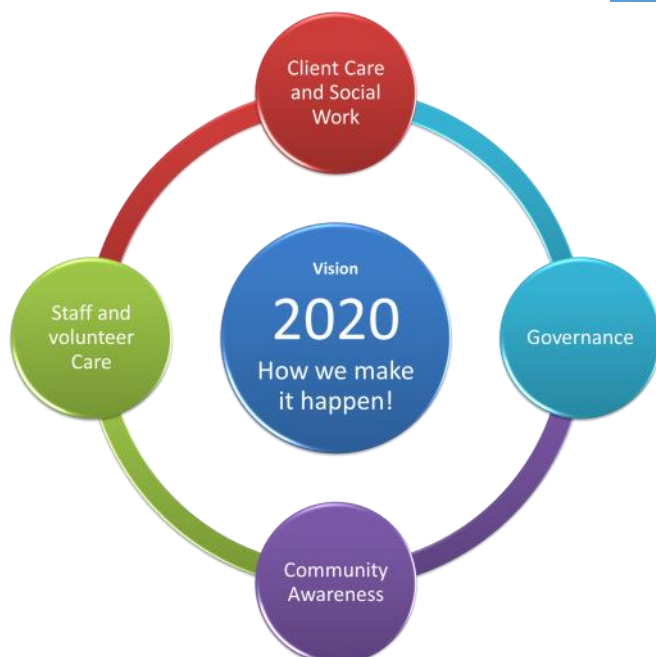 Client Care
and Social
Work
Vision
2020
How we make
it happen!
Staff and
volunteer
Care
Governance
Community
Awareness